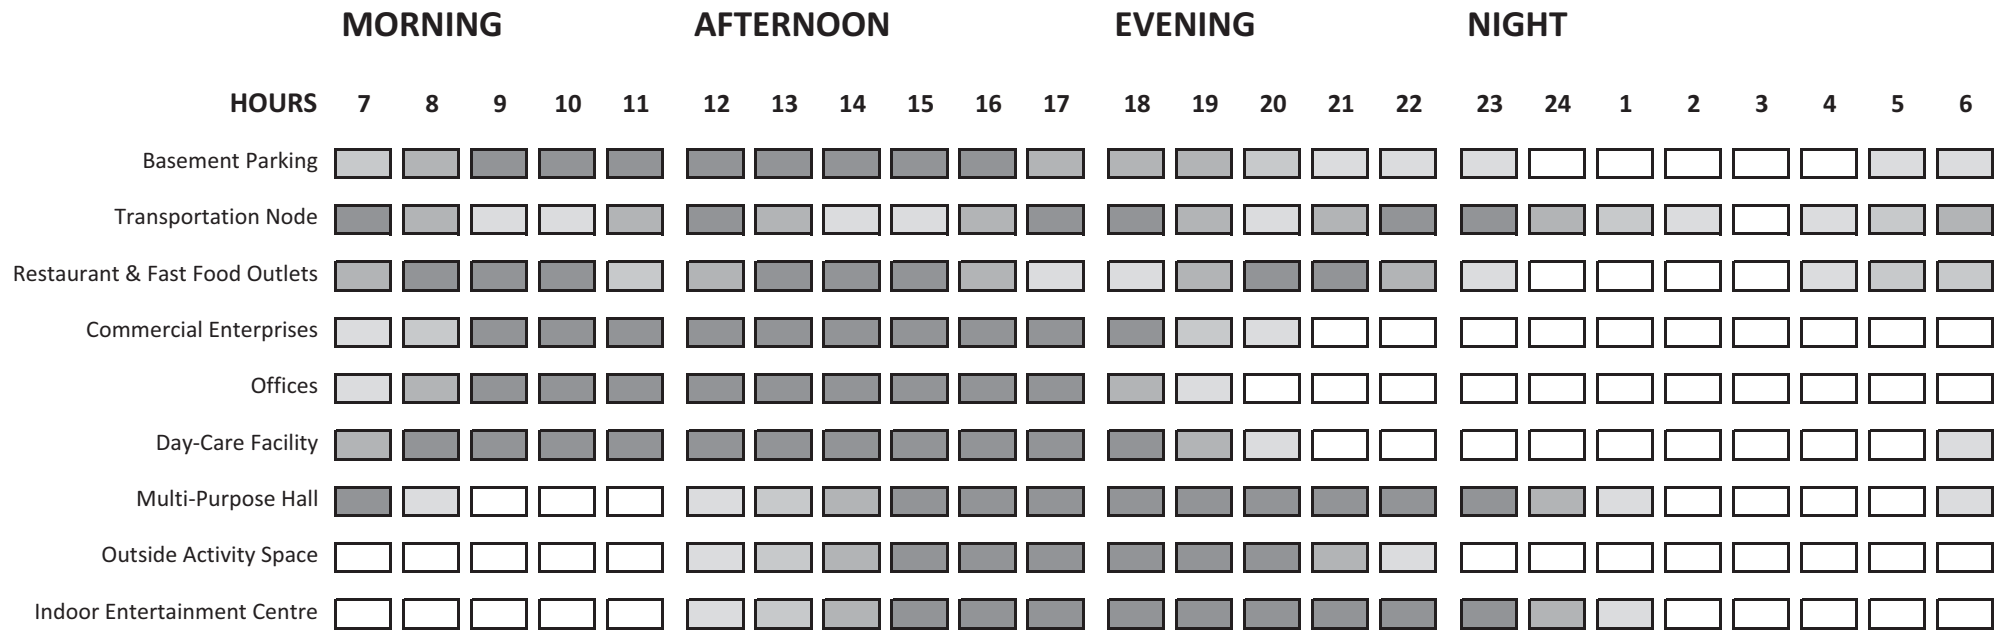 MORNING AFTERNOON EVENING NIGHT
HOURS 7 8 9 10 11 12 13 14 15 16 17 18 19 20 21 22 23 24 1 2 3 4 5 6
Basement Parking
Transportation Node
Restaurant & Fast Food Outlets
Commercial Enterprises
Offices
Day-Care Facility
Multi-Purpose Hall
Outside Activity Space
Indoor Entertainment Centre